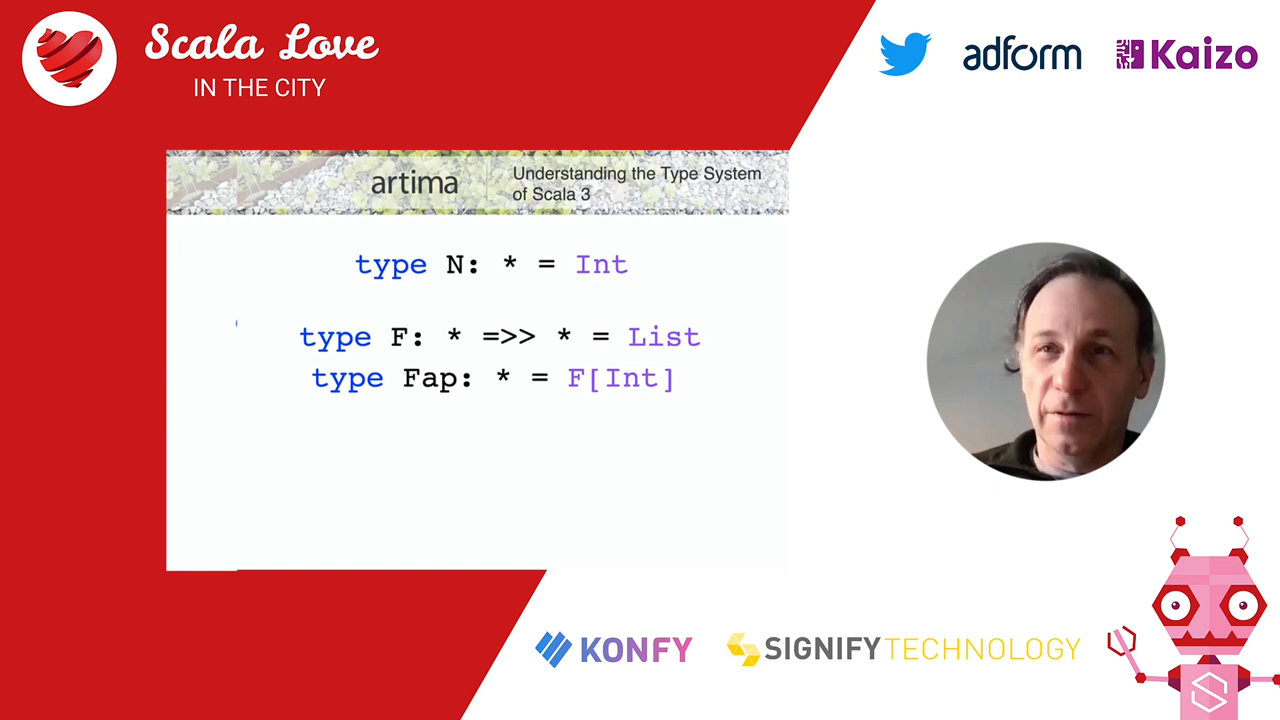 Scala Love
IN THE CITY
adform
Kaizo
artima
Understanding the Type System
of Scala 3
type N: * = Int
type F: * =>> * = List
type Fap: * = F[Int]
KONFY
SIGNIFYTECHNOLOGY